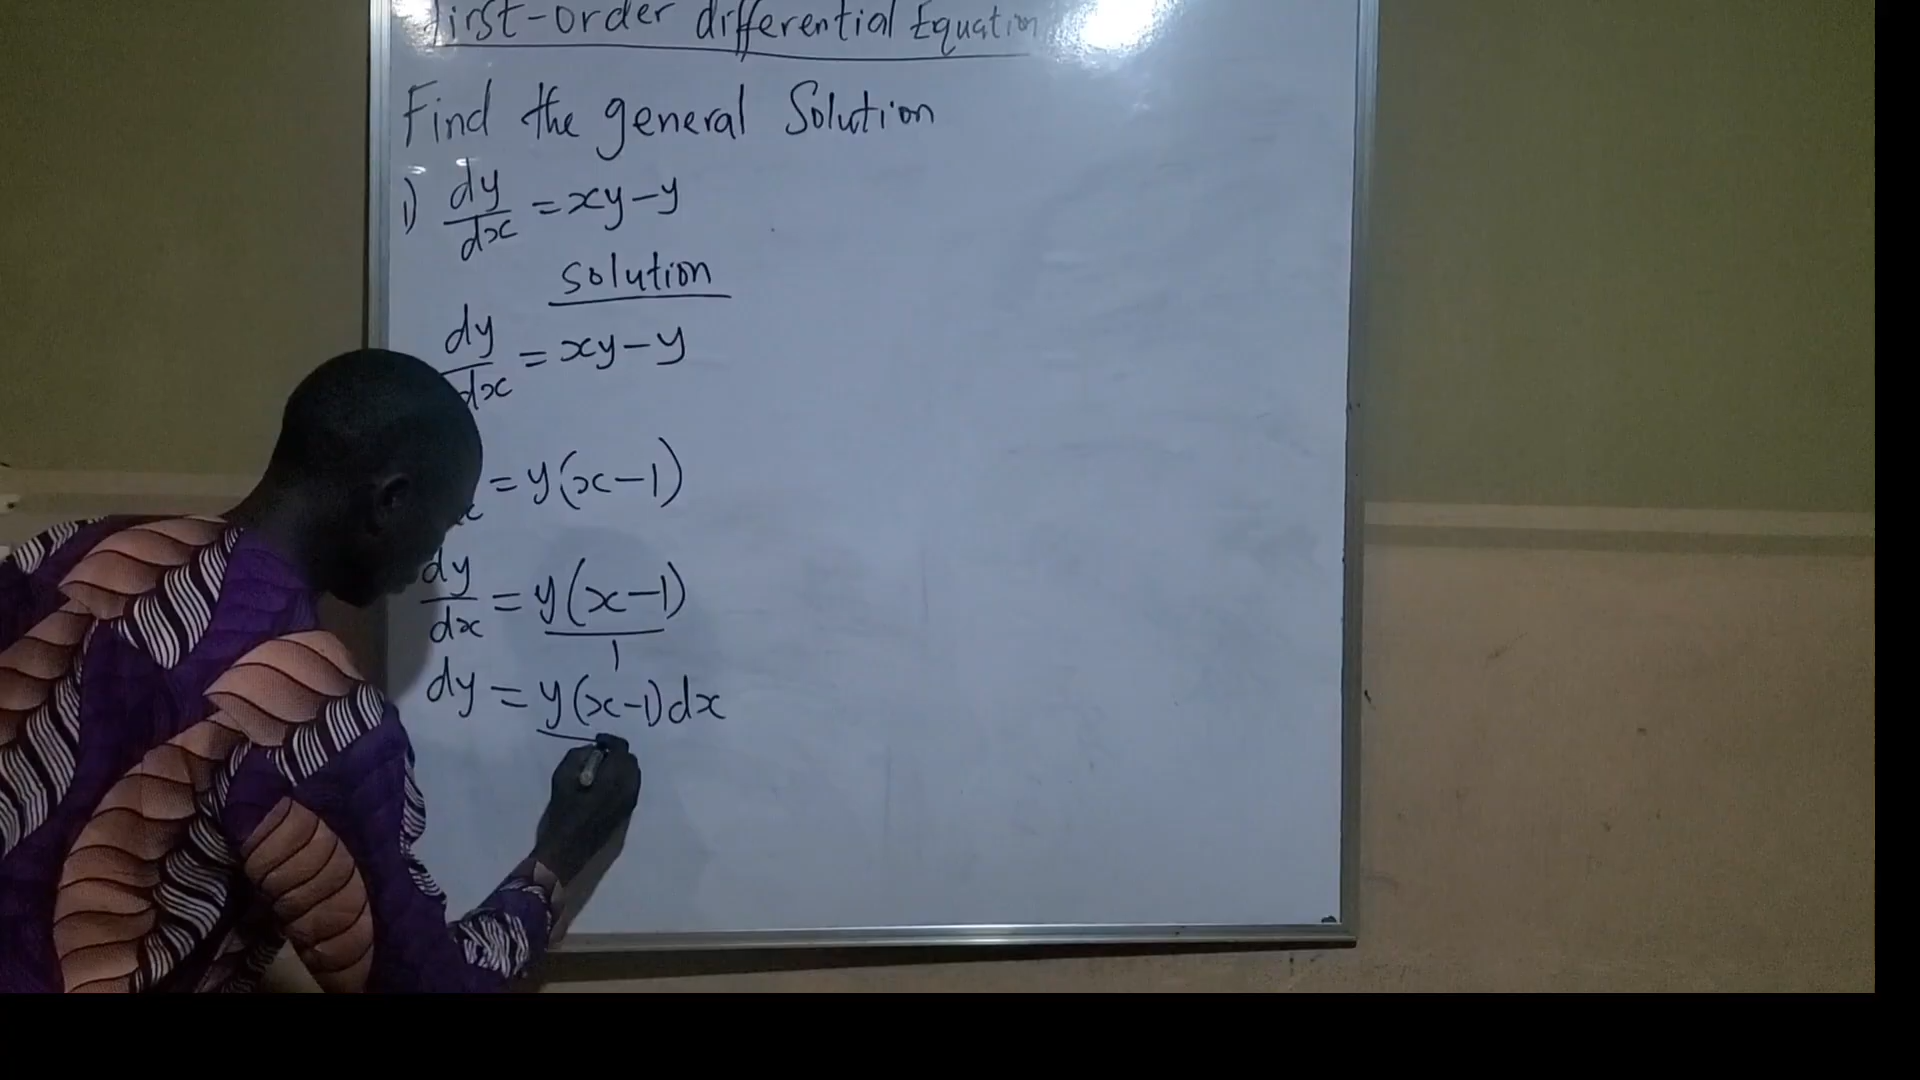 First-order differential Equation
Find the general Solution
1) dy/dx = xy-y
solution
dy/dx = xy-y
= y(x-1)
dy/dx = y(x-1)/1
dy = y(x-1)dx